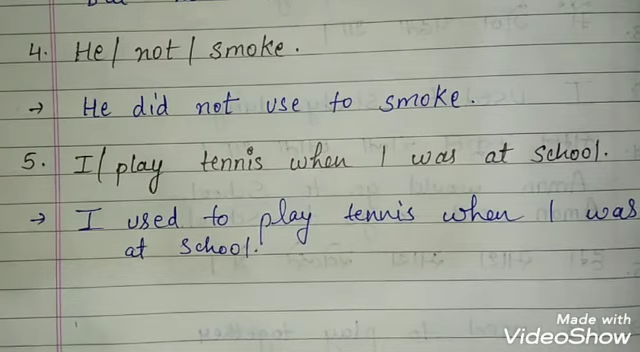 4. He / not / smoke.
→ He did not use to smoke.
5. I / play tennis when I was at school.
→ I used to play tennis when I was
at school.
Made with
VideoShow